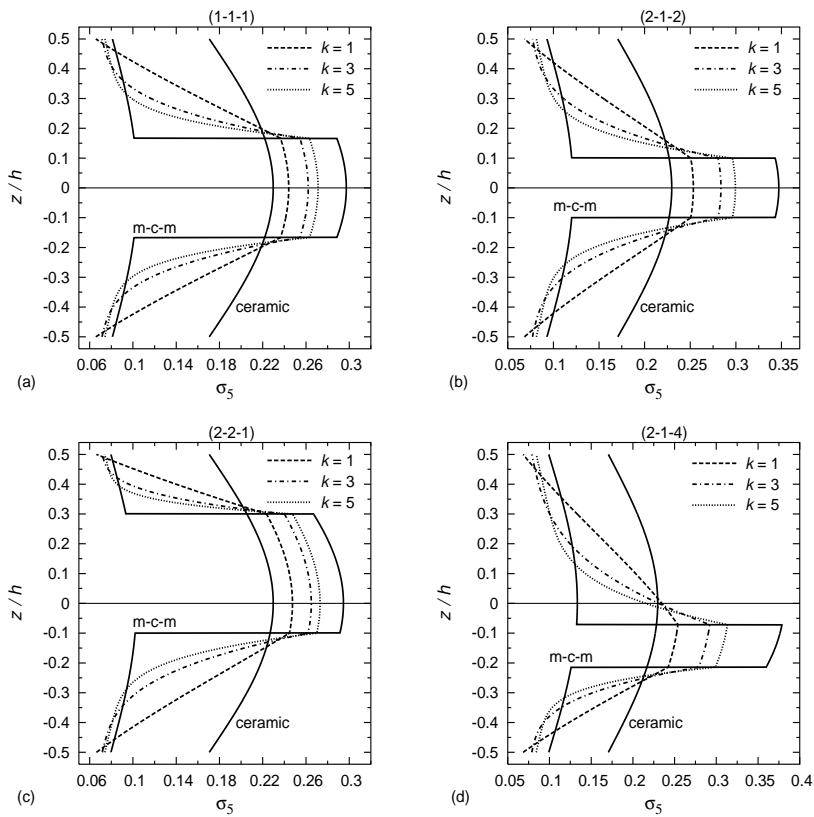 (1-1-1)
0.5
0.4
0.3
0.2
0.1
0
-0.1
-0.2
-0.3
-0.4
-0.5
z / h
k = 1
k = 3
k = 5
m-c-m
ceramic
0.06 0.1 0.14 0.18 0.22 0.26 0.3
(a)
σ5
(2-1-2)
0.5
0.4
0.3
0.2
0.1
0
-0.1
-0.2
-0.3
-0.4
-0.5
z / h
k = 1
k = 3
k = 5
m-c-m
ceramic
0.05 0.1 0.15 0.2 0.25 0.3 0.35
(b)
σ5
(2-2-1)
0.5
0.4
0.3
0.2
0.1
0
-0.1
-0.2
-0.3
-0.4
-0.5
z / h
k = 1
k = 3
k = 5
m-c-m
ceramic
0.06 0.1 0.14 0.18 0.22 0.26 0.3
(c)
σ5
(2-1-4)
0.5
0.4
0.3
0.2
0.1
0
-0.1
-0.2
-0.3
-0.4
-0.5
z / h
k = 1
k = 3
k = 5
m-c-m
ceramic
0.05 0.1 0.15 0.2 0.25 0.3 0.35 0.4
(d)
σ5